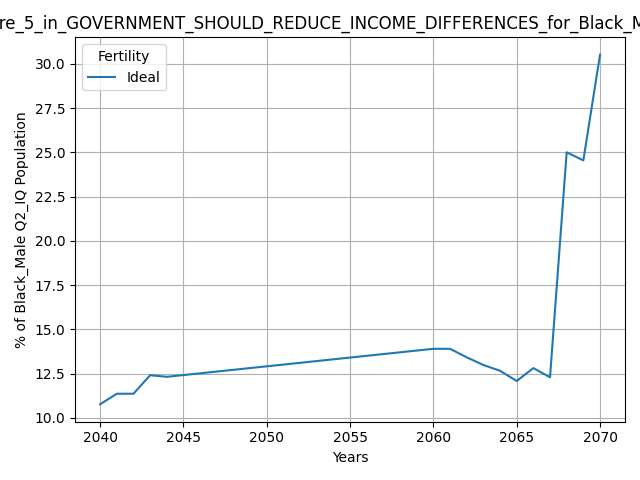 re_5_in_GOVERNMENT_SHOULD_REDUCE_INCOME_DIFFERENCES_for_Black_M
Fertility
Ideal
30.0
27.5
25.0
22.5
20.0
17.5
15.0
12.5
10.0
% of Black_Male Q2_IQ Population
2040 2045 2050 2055 2060 2065 2070
Years